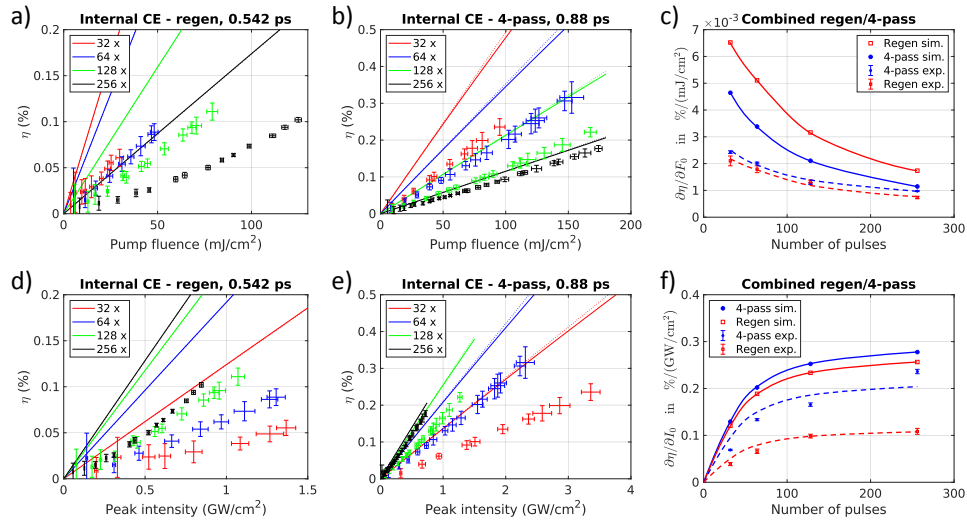 a)
Internal CE - regen, 0.542 ps
0.2
0.15
0.1
0.05
0
η (%)
32 x
64 x
128 x
256 x
0
50
100
Pump fluence (mJ/cm²)
b)
Internal CE - 4-pass, 0.88 ps
0.5
0.4
0.3
0.2
0.1
0
η (%)
32 x
64 x
128 x
256 x
0
50
100
150
200
Pump fluence (mJ/cm²)
c)
×10⁻³
Combined regen/4-pass
7
6
5
4
3
2
1
0
∂η/∂F₀ in %/(mJ/cm²)
Regen sim.
4-pass sim.
4-pass exp.
Regen exp.
0
100
200
300
Number of pulses
d)
Internal CE - regen, 0.542 ps
0.2
0.15
0.1
0.05
0
η (%)
32 x
64 x
128 x
256 x
0
0.5
1
1.5
Peak intensity (GW/cm²)
e)
Internal CE - 4-pass, 0.88 ps
0.5
0.4
0.3
0.2
0.1
0
η (%)
32 x
64 x
128 x
256 x
0
1
2
3
4
Peak intensity (GW/cm²)
f)
Combined regen/4-pass
0.4
0.3
0.2
0.1
0
∂η/∂I₀ in %/(GW/cm²)
4-pass sim.
Regen sim.
4-pass exp.
Regen exp.
0
100
200
300
Number of pulses